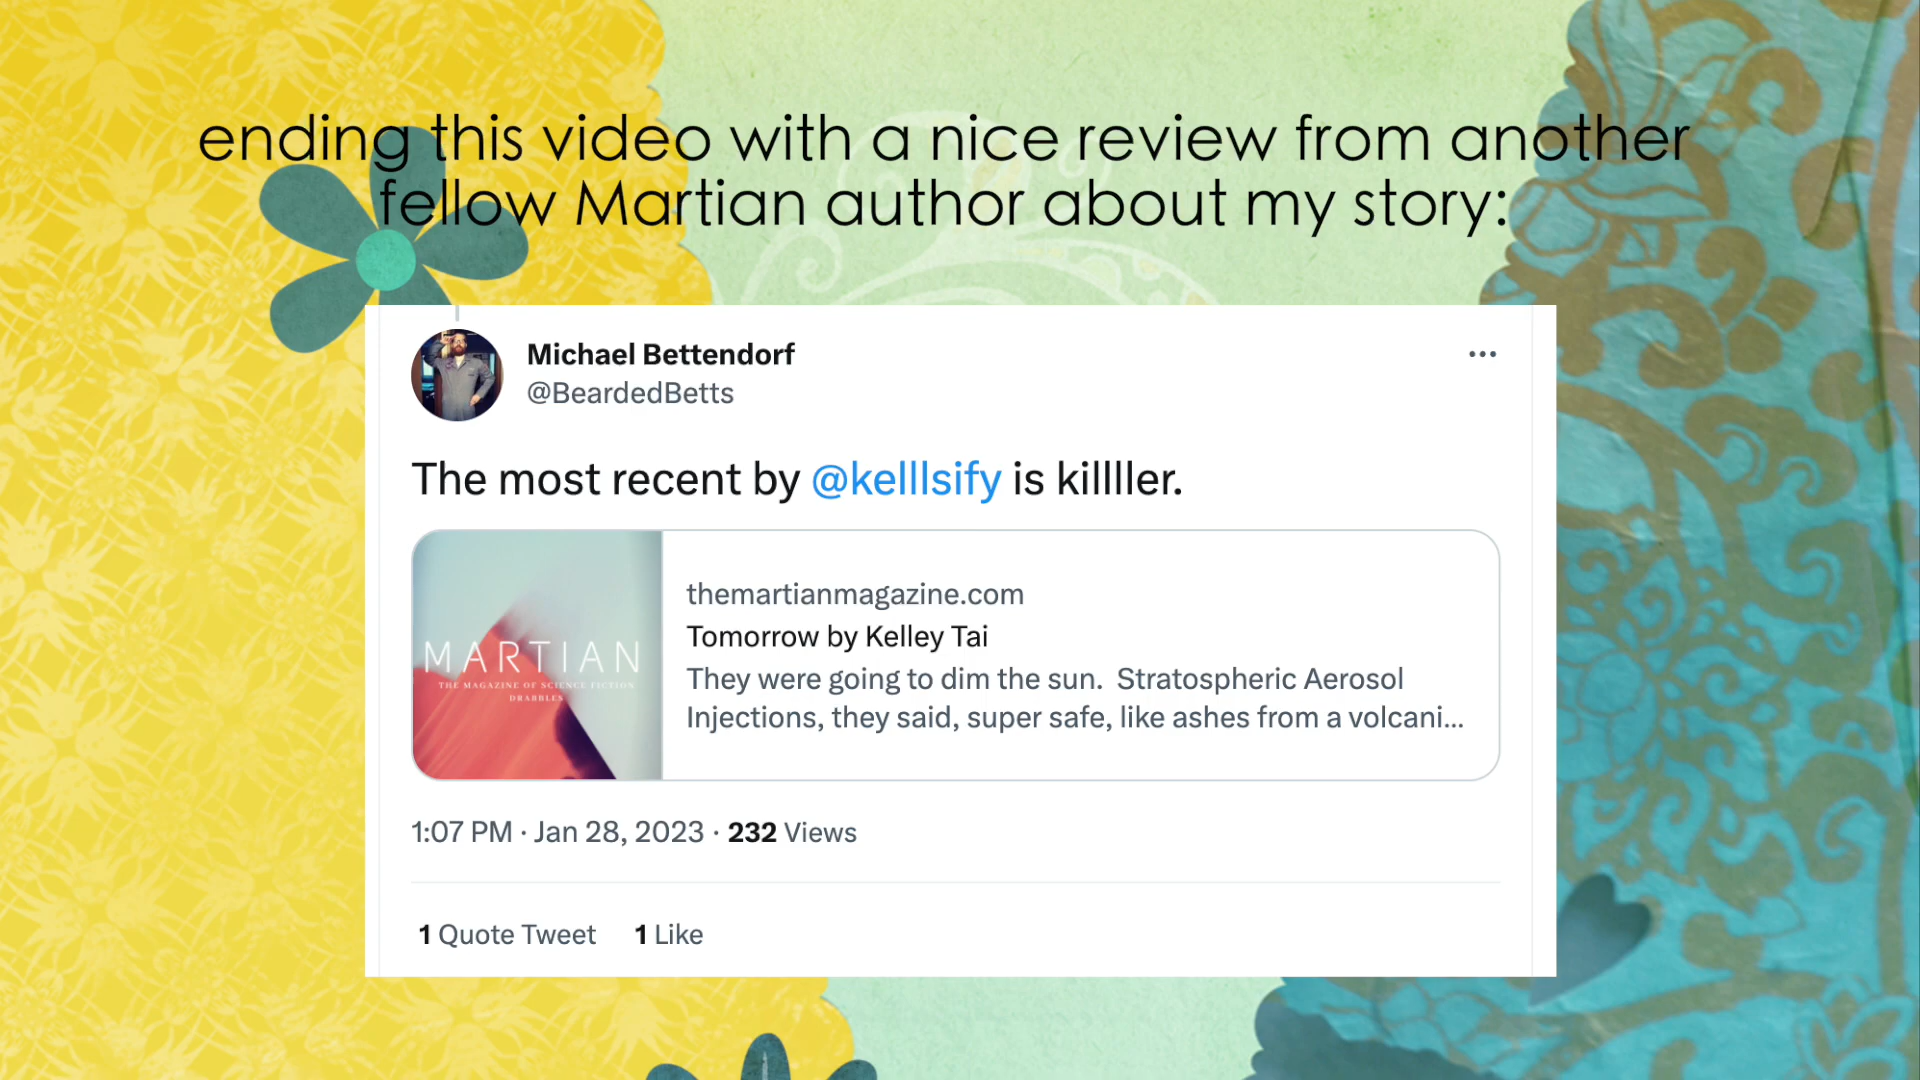 ending this video with a nice review from another
fellow Martian author about my story:
Michael Bettendorf
@BeardedBetts
The most recent by @kelllsify is killller.
MARTIAN
THE MAGAZINE OF SCIENCE FICTION
DRABBLES
themartianmagazine.com
Tomorrow by Kelley Tai
They were going to dim the sun.  Stratospheric Aerosol
Injections, they said, super safe, like ashes from a volcani...
1:07 PM · Jan 28, 2023 · 232 Views
1 Quote Tweet 1 Like